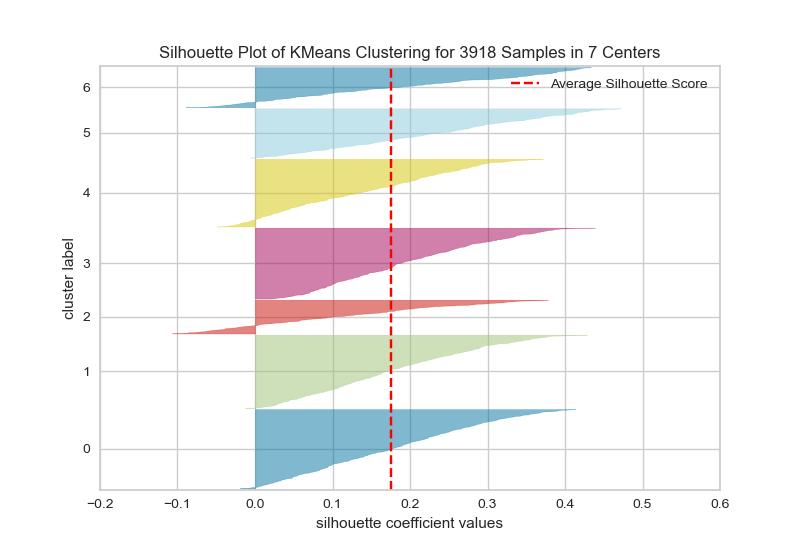 Silhouette Plot of KMeans Clustering for 3918 Samples in 7 Centers
Average Silhouette Score
6
5
4
3
2
1
0
cluster label
−0.2 −0.1 0.0 0.1 0.2 0.3 0.4 0.5 0.6
silhouette coefficient values